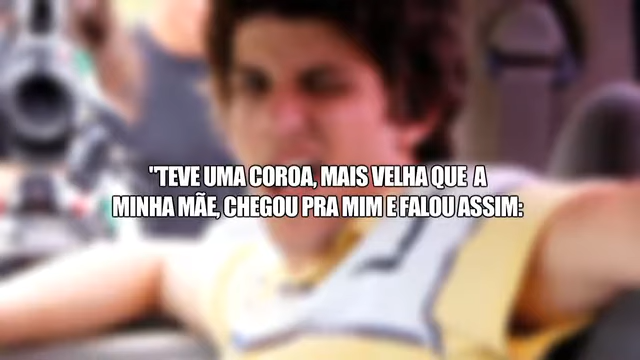 "TEVE UMA COROA, MAIS VELHA QUE A
MINHA MÃE, CHEGOU PRA MIM E FALOU ASSIM: